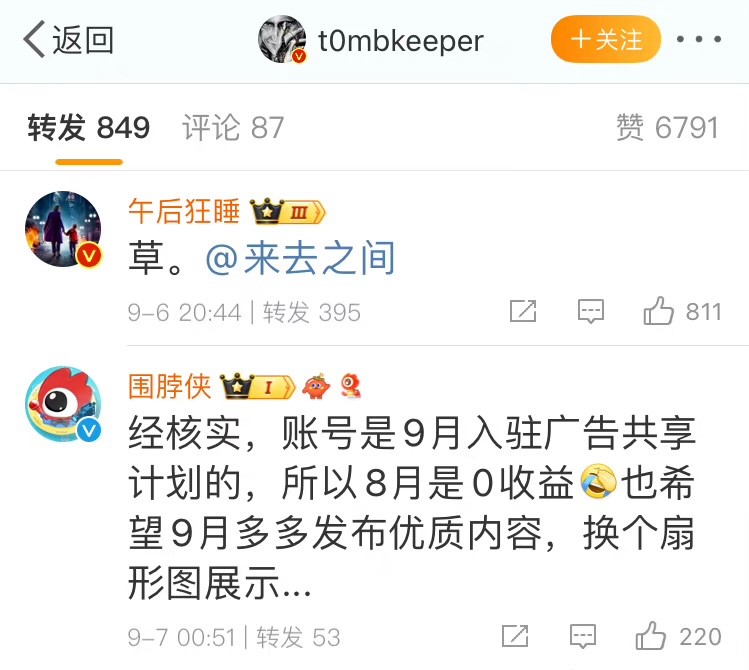 返回
t0mbkeeper
+关注
转发 849
评论 87
赞 6791
午后狂睡 III
草。@来去之间
9-6 20:44 | 转发 395
811
围脖侠 I
经核实，账号是9月入驻广告共享
计划的，所以8月是0收益🤣也希
望9月多多发布优质内容，换个扇
形图展示...
9-7 00:51 | 转发 53
220